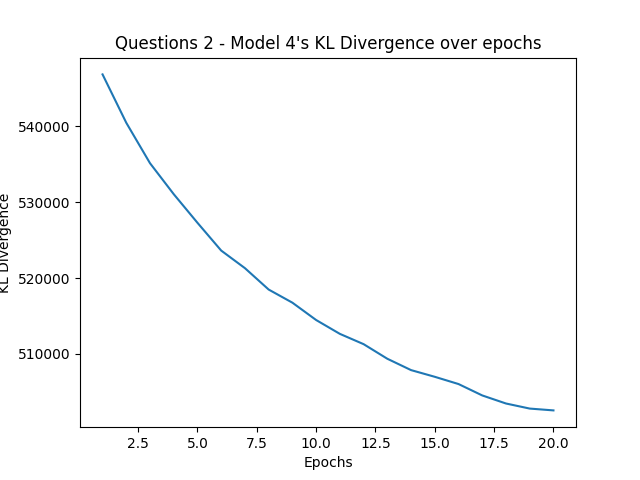 Questions 2 - Model 4's KL Divergence over epochs
KL Divergence
540000
530000
520000
510000
2.5 5.0 7.5 10.0 12.5 15.0 17.5 20.0
Epochs